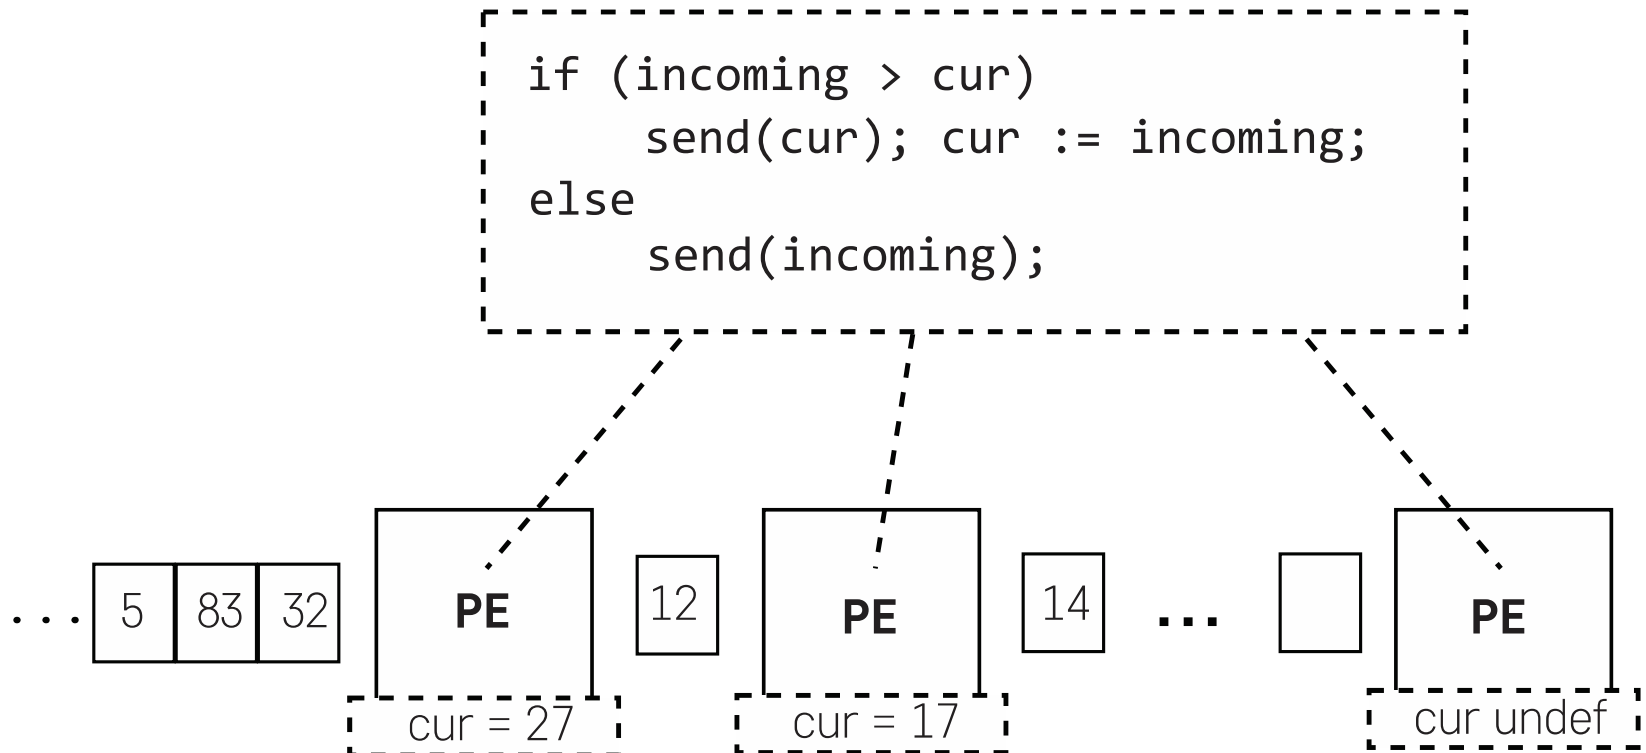 if (incoming > cur)
send(cur); cur := incoming;
else
send(incoming);
... 5 83 32 PE 12 PE 14 ... PE
cur = 27 cur = 17 cur undef